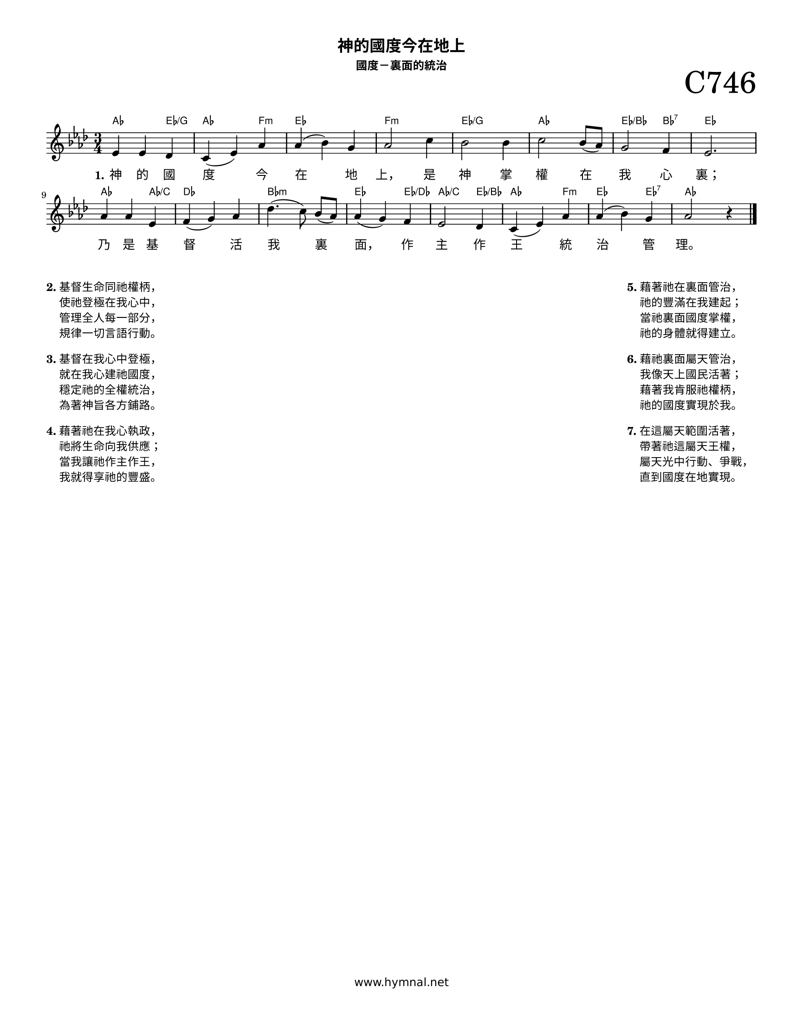 神的國度今在地上
國度－裏面的統治
C746
A♭ E♭/G A♭ Fm E♭ Fm E♭/G A♭ E♭/B♭ B♭7 E♭
3
4
1. 神 的 國 度 今 在 地 上， 是 神 掌 權 在 我 心 裏；
9 A♭ A♭/C D♭ B♭m E♭ E♭/D♭ A♭/C E♭/B♭ A♭ Fm E♭ E♭7 A♭
乃 是 基 督 活 我 裏 面， 作 主 作 王 統 治 管 理。
2. 基督生命同祂權柄，
使祂登極在我心中，
管理全人每一部分，
規律一切言語行動。
3. 基督在我心中登極，
就在我心建祂國度，
穩定祂的全權統治，
為著神旨各方鋪路。
4. 藉著祂在我心執政，
祂將生命向我供應；
當我讓祂作主作王，
我就得享祂的豐盛。
5. 藉著祂在裏面管治，
祂的豐滿在我建起；
當祂裏面國度掌權，
祂的身體就得建立。
6. 藉祂裏面屬天管治，
我像天上國民活著；
藉著我肯服祂權柄，
祂的國度實現於我。
7. 在這屬天範圍活著，
帶著祂這屬天王權，
屬天光中行動、爭戰，
直到國度在地實現。
www.hymnal.net